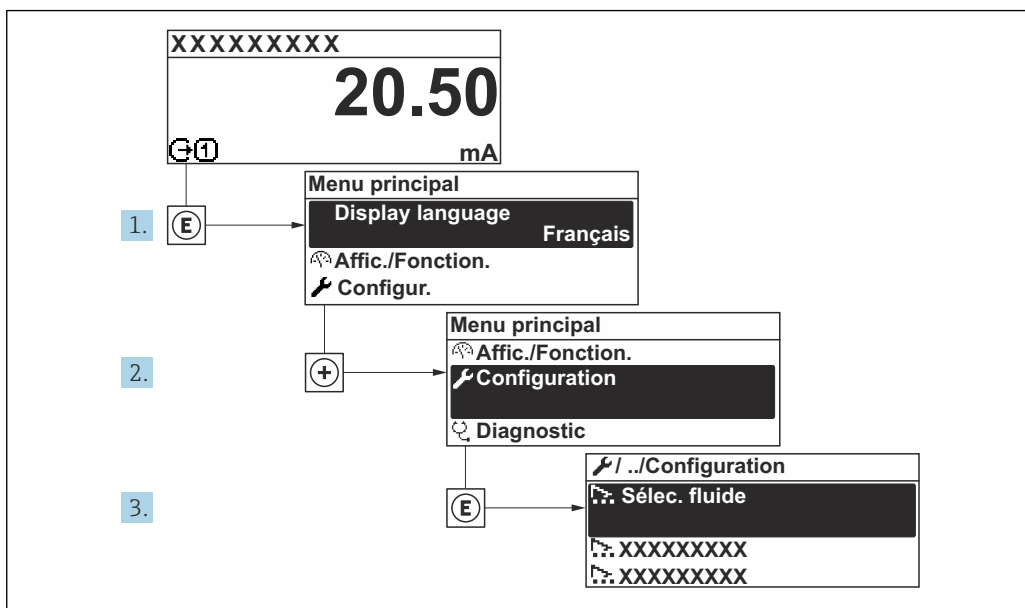 XXXXXXXXX
20.50
1 mA
Menu principal
1. E Display language
Français
Affic./Fonction.
Configur.
Menu principal
Affic./Fonction.
2. + Configuration
Diagnostic
/ ../Configuration
3. E Sélec. fluide
XXXXXXXXX
XXXXXXXXX